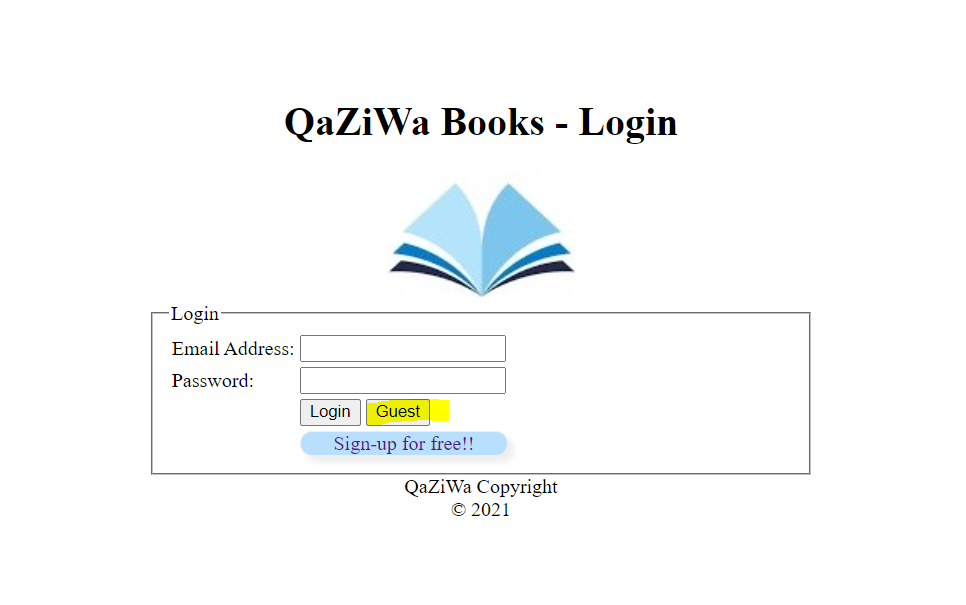 QaZiWa Books - Login
Login
Email Address:
Password:
Login Guest
Sign-up for free!!
QaZiWa Copyright
© 2021